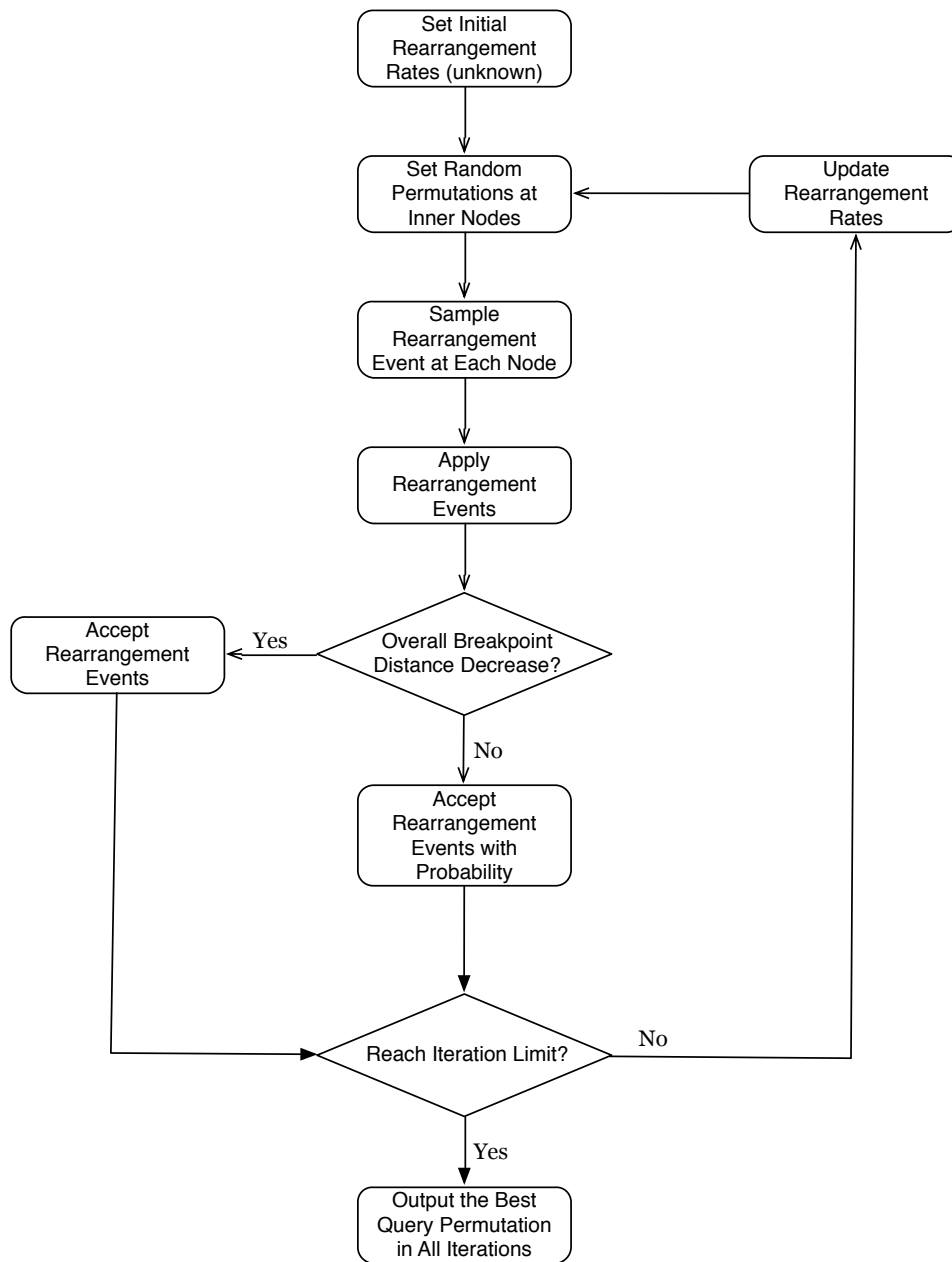 Set Initial
Rearrangement
Rates (unknown)
Set Random
Permutations at
Inner Nodes
Update
Rearrangement
Rates
Sample
Rearrangement
Event at Each Node
Apply
Rearrangement
Events
Accept
Rearrangement
Events
Yes
Overall Breakpoint
Distance Decrease?
No
Accept
Rearrangement
Events with
Probability
Reach Iteration Limit?
No
Yes
Output the Best
Query Permutation
in All Iterations